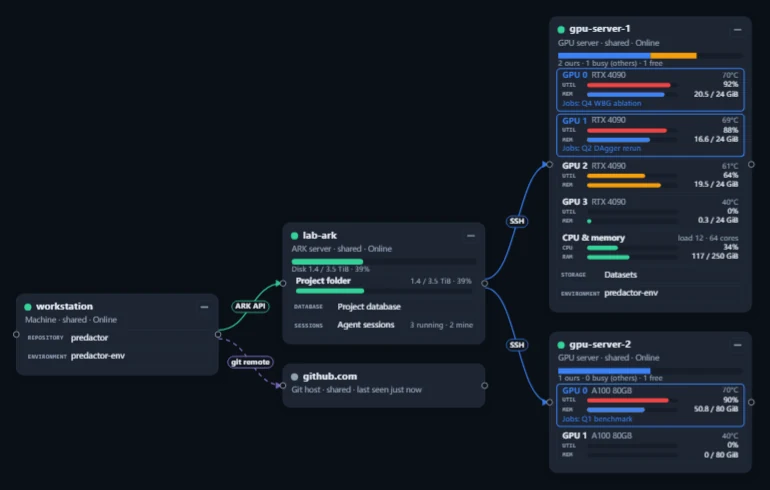 workstation
Machine · shared · Online
REPOSITORY predactor
ENVIRONMENT predactor-env
ARK API
git remote
lab-ark
ARK server · shared · Online
Disk 1.4 / 3.5 TiB · 39%
Project folder 1.4 / 3.5 TiB · 39%
DATABASE Project database
SESSIONS Agent sessions 3 running · 2 mine
github.com
Git host · shared · last seen just now
SSH
SSH
gpu-server-1
GPU server · shared · Online
2 ours · 1 busy (others) · 1 free
GPU 0 RTX 4090 70°C
UTIL 92%
MEM 20.5 / 24 GiB
Jobs: Q4 WBG ablation
GPU 1 RTX 4090 69°C
UTIL 88%
MEM 16.6 / 24 GiB
Jobs: Q2 DAgger rerun
GPU 2 RTX 4090 61°C
UTIL 64%
MEM 19.5 / 24 GiB
GPU 3 RTX 4090 40°C
UTIL 0%
MEM 0.3 / 24 GiB
CPU & memory load 12 · 64 cores
CPU 34%
RAM 117 / 250 GiB
STORAGE Datasets
ENVIRONMENT predactor-env
gpu-server-2
GPU server · shared · Online
1 ours · 0 busy (others) · 1 free
GPU 0 A100 80GB 70°C
UTIL 90%
MEM 50.8 / 80 GiB
Jobs: Q1 benchmark
GPU 1 A100 80GB 40°C
UTIL 0%
MEM 0 / 80 GiB